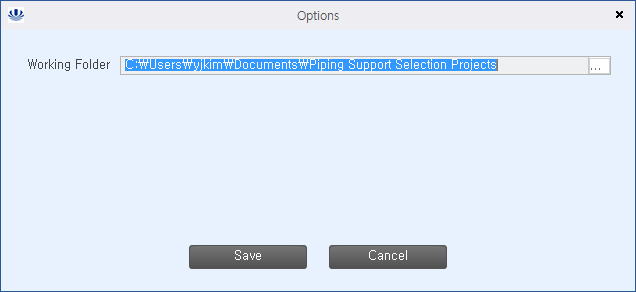 Options
Working Folder
C:₩Users₩yjkim₩Documents₩Piping Support Selection Projects
...
Save
Cancel